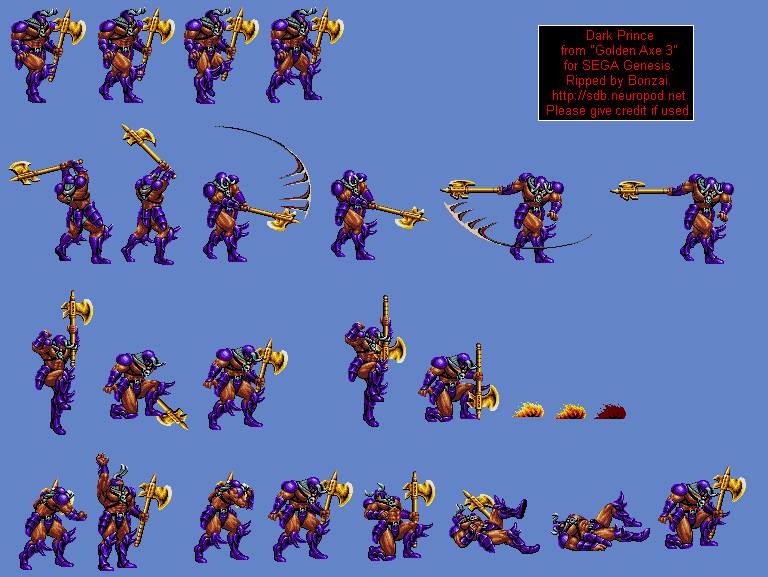 Dark Prince
from "Golden Axe 3"
for SEGA Genesis.
Ripped by Bonzai.
http://sdb.neuropod.net
Please give credit if used.